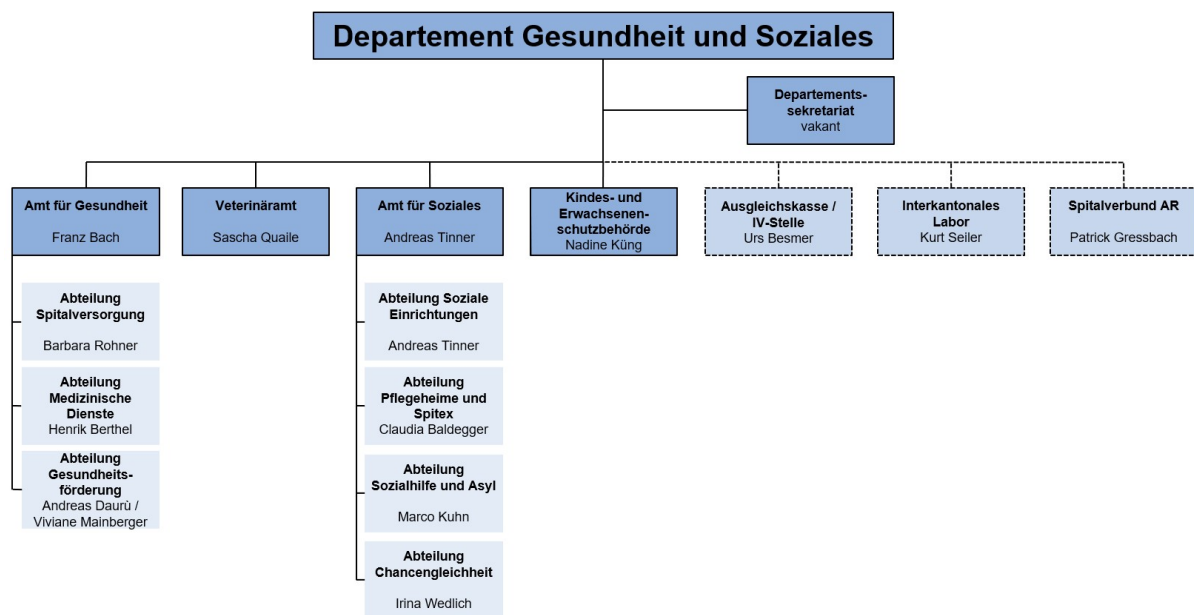 Departement Gesundheit und Soziales
Departements-
sekretariat
vakant
Amt für Gesundheit
Franz Bach
Veterinäramt
Sascha Quaile
Amt für Soziales
Andreas Tinner
Kindes- und
Erwachsenen-
schutzbehörde
Nadine Küng
Ausgleichskasse /
IV-Stelle
Urs Besmer
Interkantonales
Labor
Kurt Seiler
Spitalverbund AR
Patrick Gressbach
Abteilung
Spitalversorgung
Barbara Rohner
Abteilung
Medizinische
Dienste
Henrik Berthel
Abteilung
Gesundheits-
förderung
Andreas Daurù /
Viviane Mainberger
Abteilung Soziale
Einrichtungen
Andreas Tinner
Abteilung
Pflegeheime und
Spitex
Claudia Baldegger
Abteilung
Sozialhilfe und Asyl
Marco Kuhn
Abteilung
Chancengleichheit
Irina Wedlich